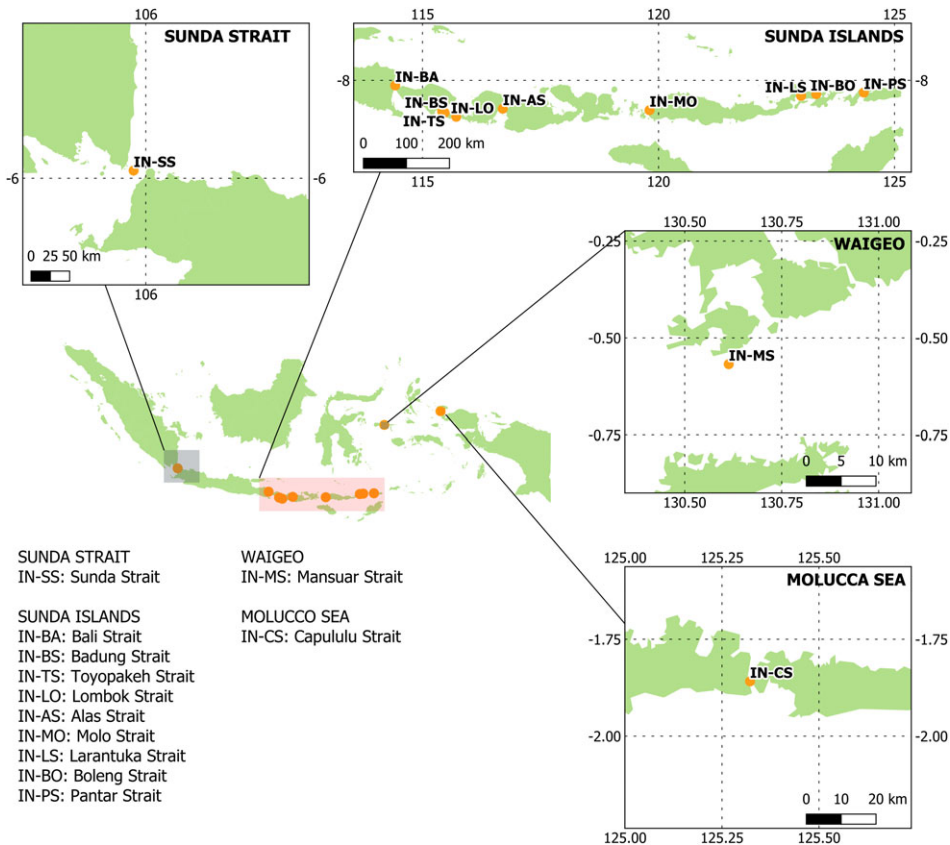 106
SUNDA STRAIT
IN-SS
-6
-6
0 25 50 km
106
115
120
125
SUNDA ISLANDS
-8
-8
IN-BA
IN-BS
IN-LO
IN-TS
IN-AS
IN-MO
IN-LS
IN-BO
IN-PS
0 100 200 km
115
120
125
130.50
130.75
131.00
WAIGEO
-0.25
-0.25
-0.50
-0.50
IN-MS
-0.75
-0.75
0 5 10 km
130.50
130.75
131.00
125.00
125.25
125.50
MOLUCCA SEA
-1.75
-1.75
IN-CS
-2.00
-2.00
0 10 20 km
125.00
125.25
125.50
SUNDA STRAIT
IN-SS: Sunda Strait
SUNDA ISLANDS
IN-BA: Bali Strait
IN-BS: Badung Strait
IN-TS: Toyopakeh Strait
IN-LO: Lombok Strait
IN-AS: Alas Strait
IN-MO: Molo Strait
IN-LS: Larantuka Strait
IN-BO: Boleng Strait
IN-PS: Pantar Strait
WAIGEO
IN-MS: Mansuar Strait
MOLUCCO SEA
IN-CS: Capululu Strait